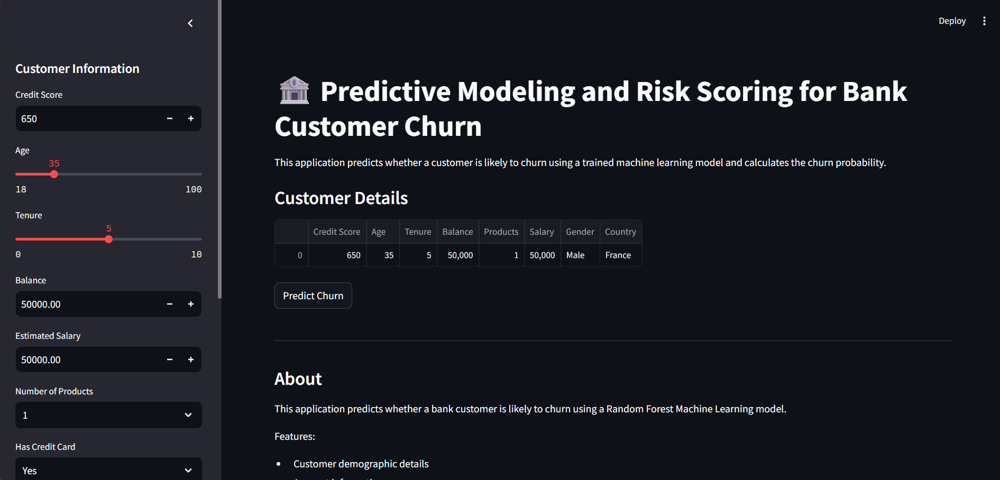 Deploy
Customer Information
Credit Score
650
Age
35
18 100
Tenure
5
0 10
Balance
50000.00
Estimated Salary
50000.00
Number of Products
1
Has Credit Card
Yes
Predictive Modeling and Risk Scoring for Bank
Customer Churn
This application predicts whether a customer is likely to churn using a trained machine learning model and calculates the churn probability.
Customer Details
Credit Score Age Tenure Balance Products Salary Gender Country
0 650 35 5 50,000 1 50,000 Male France
Predict Churn
About
This application predicts whether a bank customer is likely to churn using a Random Forest Machine Learning model.
Features:
Customer demographic details